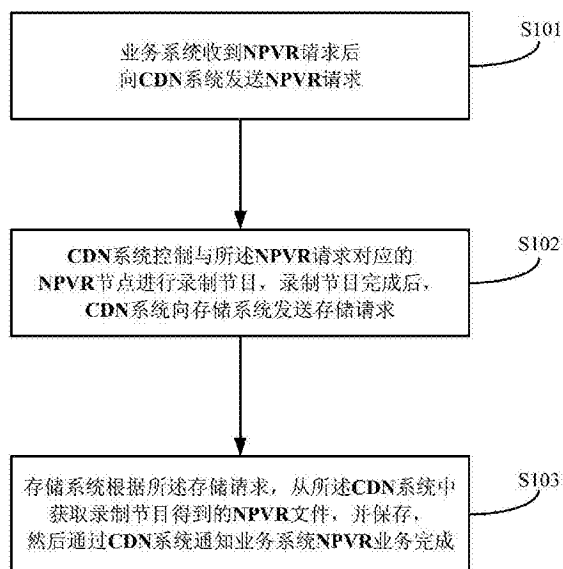 业务系统收到NPVR请求后
向CDN系统发送NPVR请求
S101
CDN系统控制与所述NPVR请求对应的
NPVR节点进行录制节目，录制节目完成后，
CDN系统向存储系统发送存储请求
S102
存储系统根据所述存储请求，从所述CDN系统中
获取录制节目得到的NPVR文件，并保存，
然后通过CDN系统通知业务系统NPVR业务完成
S103